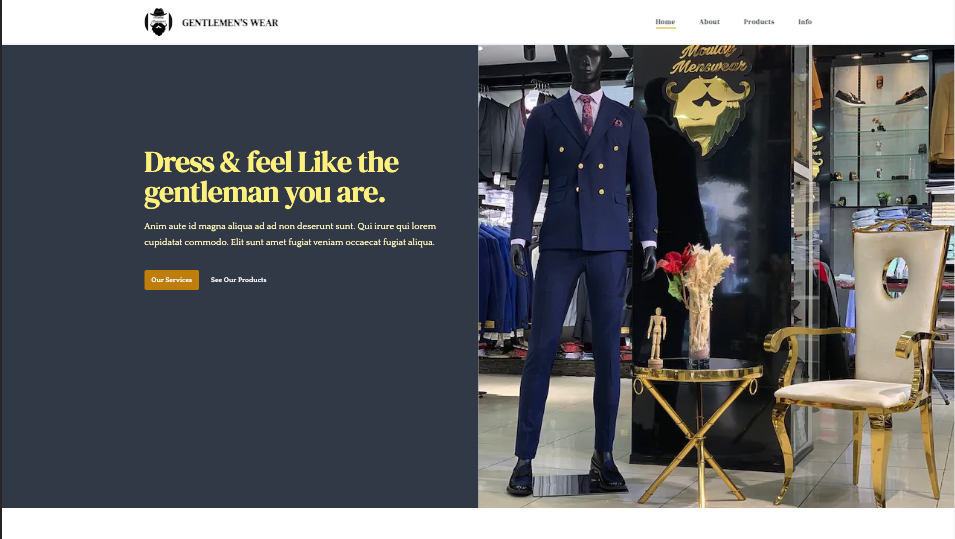 GENTLEMEN'S WEAR
Home About Products Info
Dress & feel Like the
gentleman you are.
Anim aute id magna aliqua ad ad non deserunt sunt. Qui irure qui lorem
cupidatat commodo. Elit sunt amet fugiat veniam occaecat fugiat aliqua.
Our Services See Our Products
Menswear